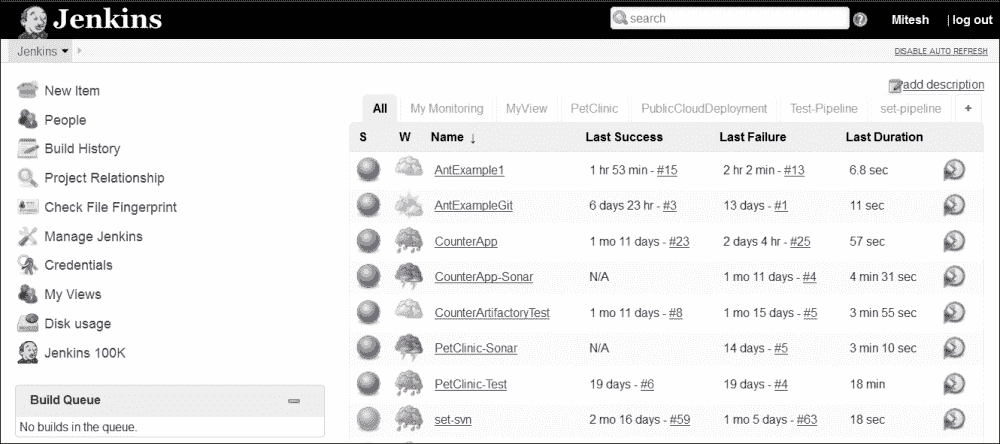 Jenkins
search
Mitesh | log out
Jenkins
DISABLE AUTO REFRESH
New Item
People
Build History
Project Relationship
Check File Fingerprint
Manage Jenkins
Credentials
My Views
Disk usage
Jenkins 100K
Build Queue
No builds in the queue.
add description
All My Monitoring MyView PetClinic PublicCloudDeployment Test-Pipeline set-pipeline +
S W Name ↓ Last Success Last Failure Last Duration
AntExample1 1 hr 53 min - #15 2 hr 2 min - #13 6.8 sec
AntExampleGit 6 days 23 hr - #3 13 days - #1 11 sec
CounterApp 1 mo 11 days - #23 2 days 4 hr - #25 57 sec
CounterApp-Sonar N/A 1 mo 11 days - #4 4 min 31 sec
CounterArtifactoryTest 1 mo 11 days - #8 1 mo 15 days - #5 3 min 55 sec
PetClinic-Sonar N/A 14 days - #5 3 min 10 sec
PetClinic-Test 19 days - #6 19 days - #4 18 min
set-svn 2 mo 16 days - #59 1 mo 5 days - #63 18 sec